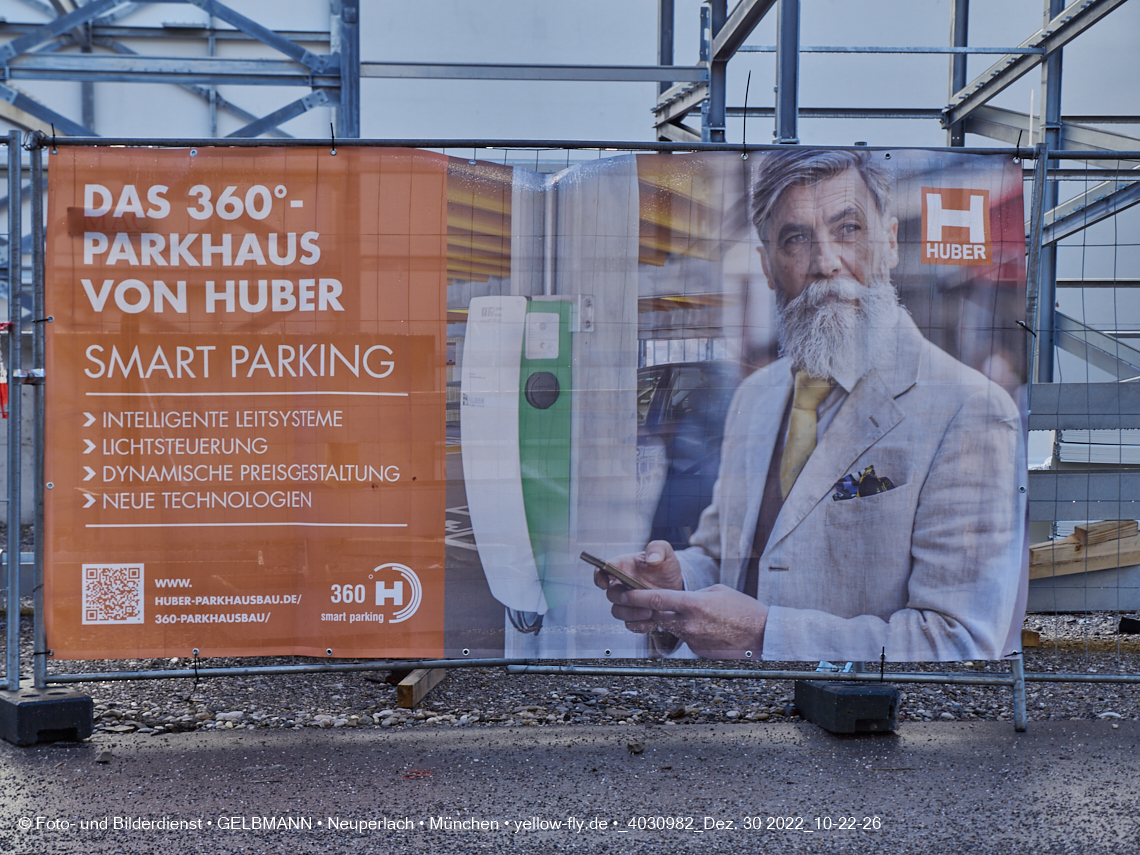 DAS 360°-
PARKHAUS
VON HUBER
SMART PARKING
INTELLIGENTE LEITSYSTEME
LICHTSTEUERUNG
DYNAMISCHE PREISGESTALTUNG
NEUE TECHNOLOGIEN
WWW.
HUBER-PARKHAUSBAU.DE/
360-PARKHAUSBAU/
360° H
smart parking
H
HUBER
© Foto- und Bilderdienst • GELBMANN • Neuperlach • München • yellow-fly.de •_4030982_Dez. 30 2022_10-22-26